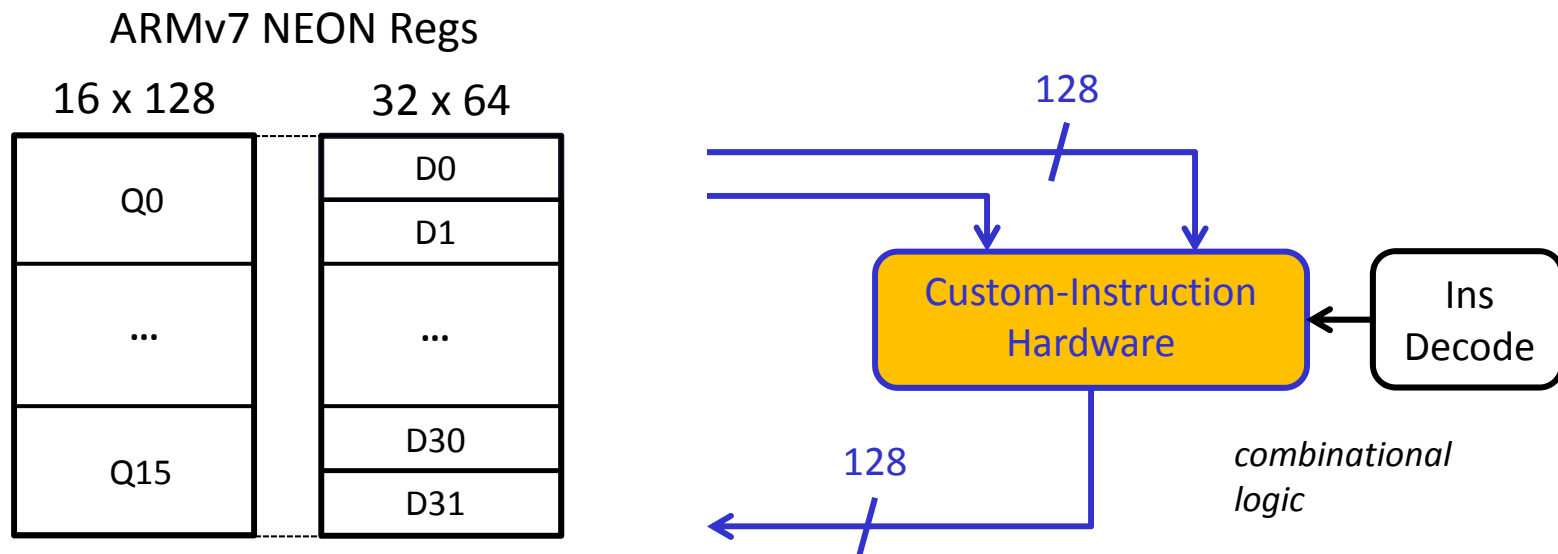 ARMv7 NEON Regs
16 x 128
32 x 64
Q0
...
Q15
D0
D1
...
D30
D31
128
Custom-Instruction
Hardware
Ins
Decode
128
combinational
logic